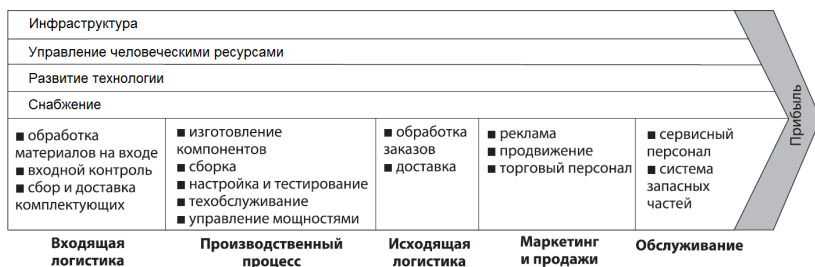 Инфраструктура
Управление человеческими ресурсами
Развитие технологии
Снабжение
■ обработка
материалов на входе
■ входной контроль
■ сбор и доставка
комплектующих
■ изготовление
компонентов
■ сборка
■ настройка и тестирование
■ техобслуживание
■ управление мощностями
■ обработка
заказов
■ доставка
■ реклама
■ продвижение
■ торговый персонал
■ сервисный
персонал
■ система
запасных
частей
Прибыль
Входящая
логистика
Производственный
процесс
Исходящая
логистика
Маркетинг
и продажи
Обслуживание